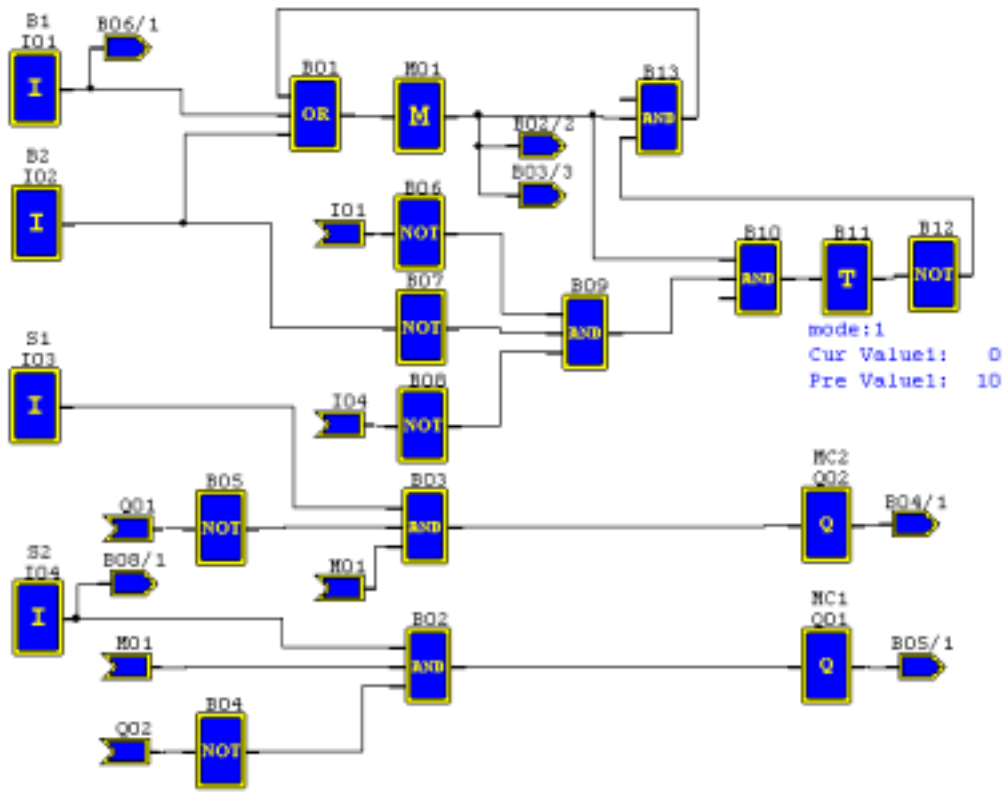 B1
I01
I
B06/1
B01
OR
M01
M
B13
AND
B02/2
B03/3
B2
I02
I
I01
B06
NOT
B07
NOT
B09
AND
B10
AND
B11
T
B12
NOT
mode:1
Cur Value1: 0
Pre Value1: 10
S1
I03
I
I04
B08
NOT
Q01
B05
NOT
B03
AND
M01
MC2
Q02
Q
B04/1
S2
I04
I
B08/1
M01
B02
AND
MC1
Q01
Q
B05/1
Q02
B04
NOT